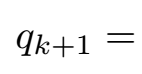 q_{k+1} =